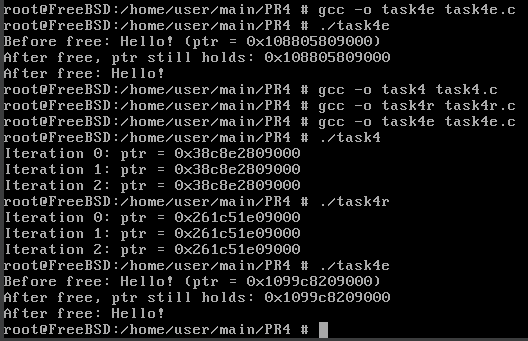 root@FreeBSD:/home/user/main/PR4 # gcc -o task4e task4e.c
root@FreeBSD:/home/user/main/PR4 # ./task4e
Before free: Hello! (ptr = 0x108805809000)
After free, ptr still holds: 0x108805809000
After free: Hello!
root@FreeBSD:/home/user/main/PR4 # gcc -o task4 task4.c
root@FreeBSD:/home/user/main/PR4 # gcc -o task4r task4r.c
root@FreeBSD:/home/user/main/PR4 # gcc -o task4e task4e.c
root@FreeBSD:/home/user/main/PR4 # ./task4
Iteration 0: ptr = 0x38c8e2809000
Iteration 1: ptr = 0x38c8e2809000
Iteration 2: ptr = 0x38c8e2809000
root@FreeBSD:/home/user/main/PR4 # ./task4r
Iteration 0: ptr = 0x261c51e09000
Iteration 1: ptr = 0x261c51e09000
Iteration 2: ptr = 0x261c51e09000
root@FreeBSD:/home/user/main/PR4 # ./task4e
Before free: Hello! (ptr = 0x1099c8209000)
After free, ptr still holds: 0x1099c8209000
After free: Hello!
root@FreeBSD:/home/user/main/PR4 #